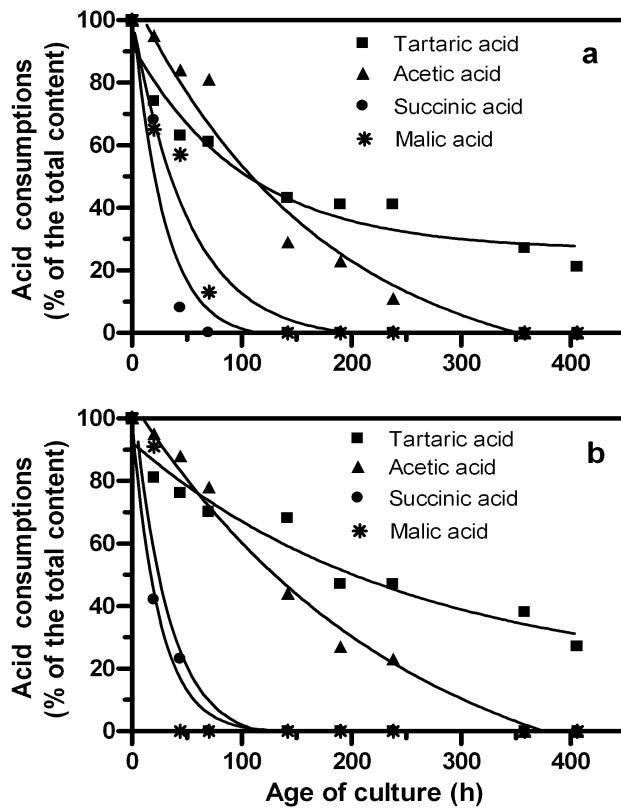 100
80
60
40
20
0
Acid consumptions
(% of the total content)
a
Tartaric acid
Acetic acid
Succinic acid
Malic acid
0 100 200 300 400
100
80
60
40
20
0
Acid consumptions
(% of the total content)
b
Tartaric acid
Acetic acid
Succinic acid
Malic acid
0 100 200 300 400
Age of culture (h)